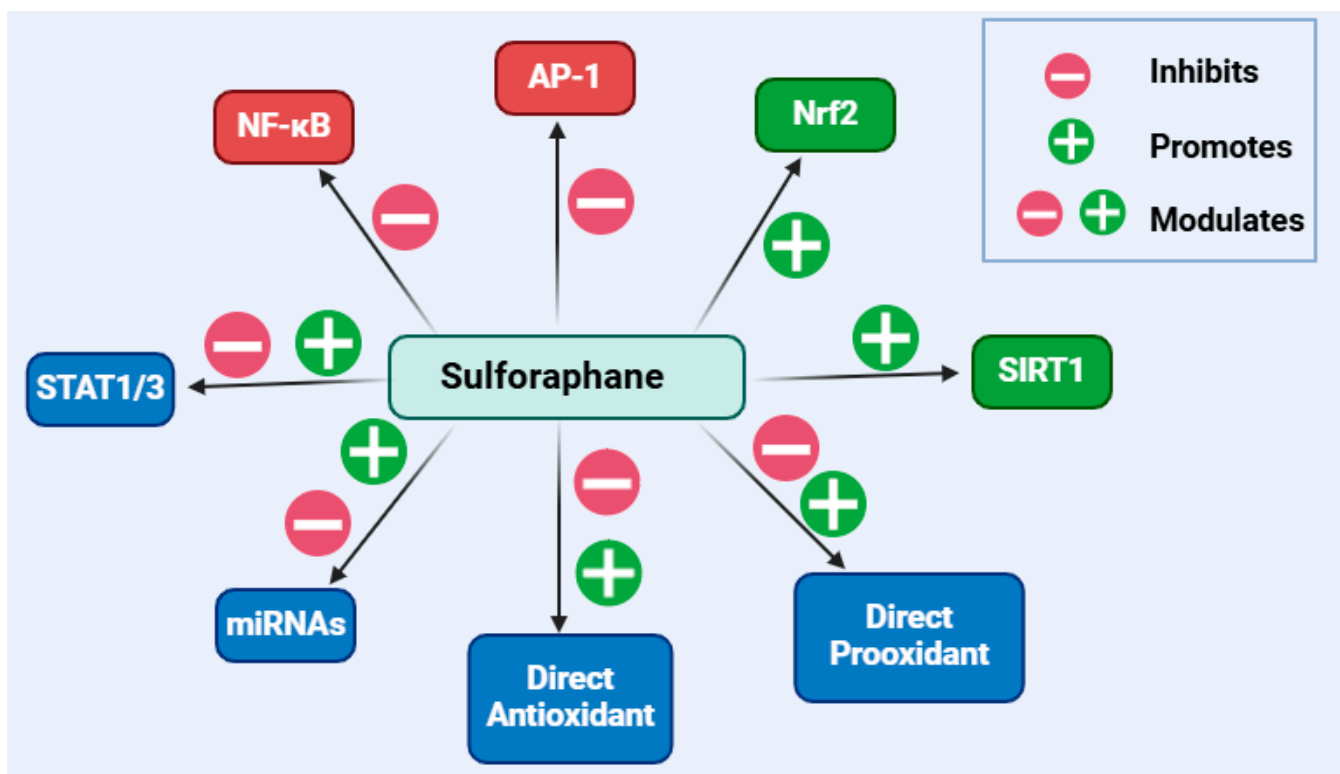 AP-1
NF-κB
Nrf2
Inhibits
Promotes
Modulates
Sulforaphane
STAT1/3
SIRT1
miRNAs
Direct
Antioxidant
Direct
Prooxidant